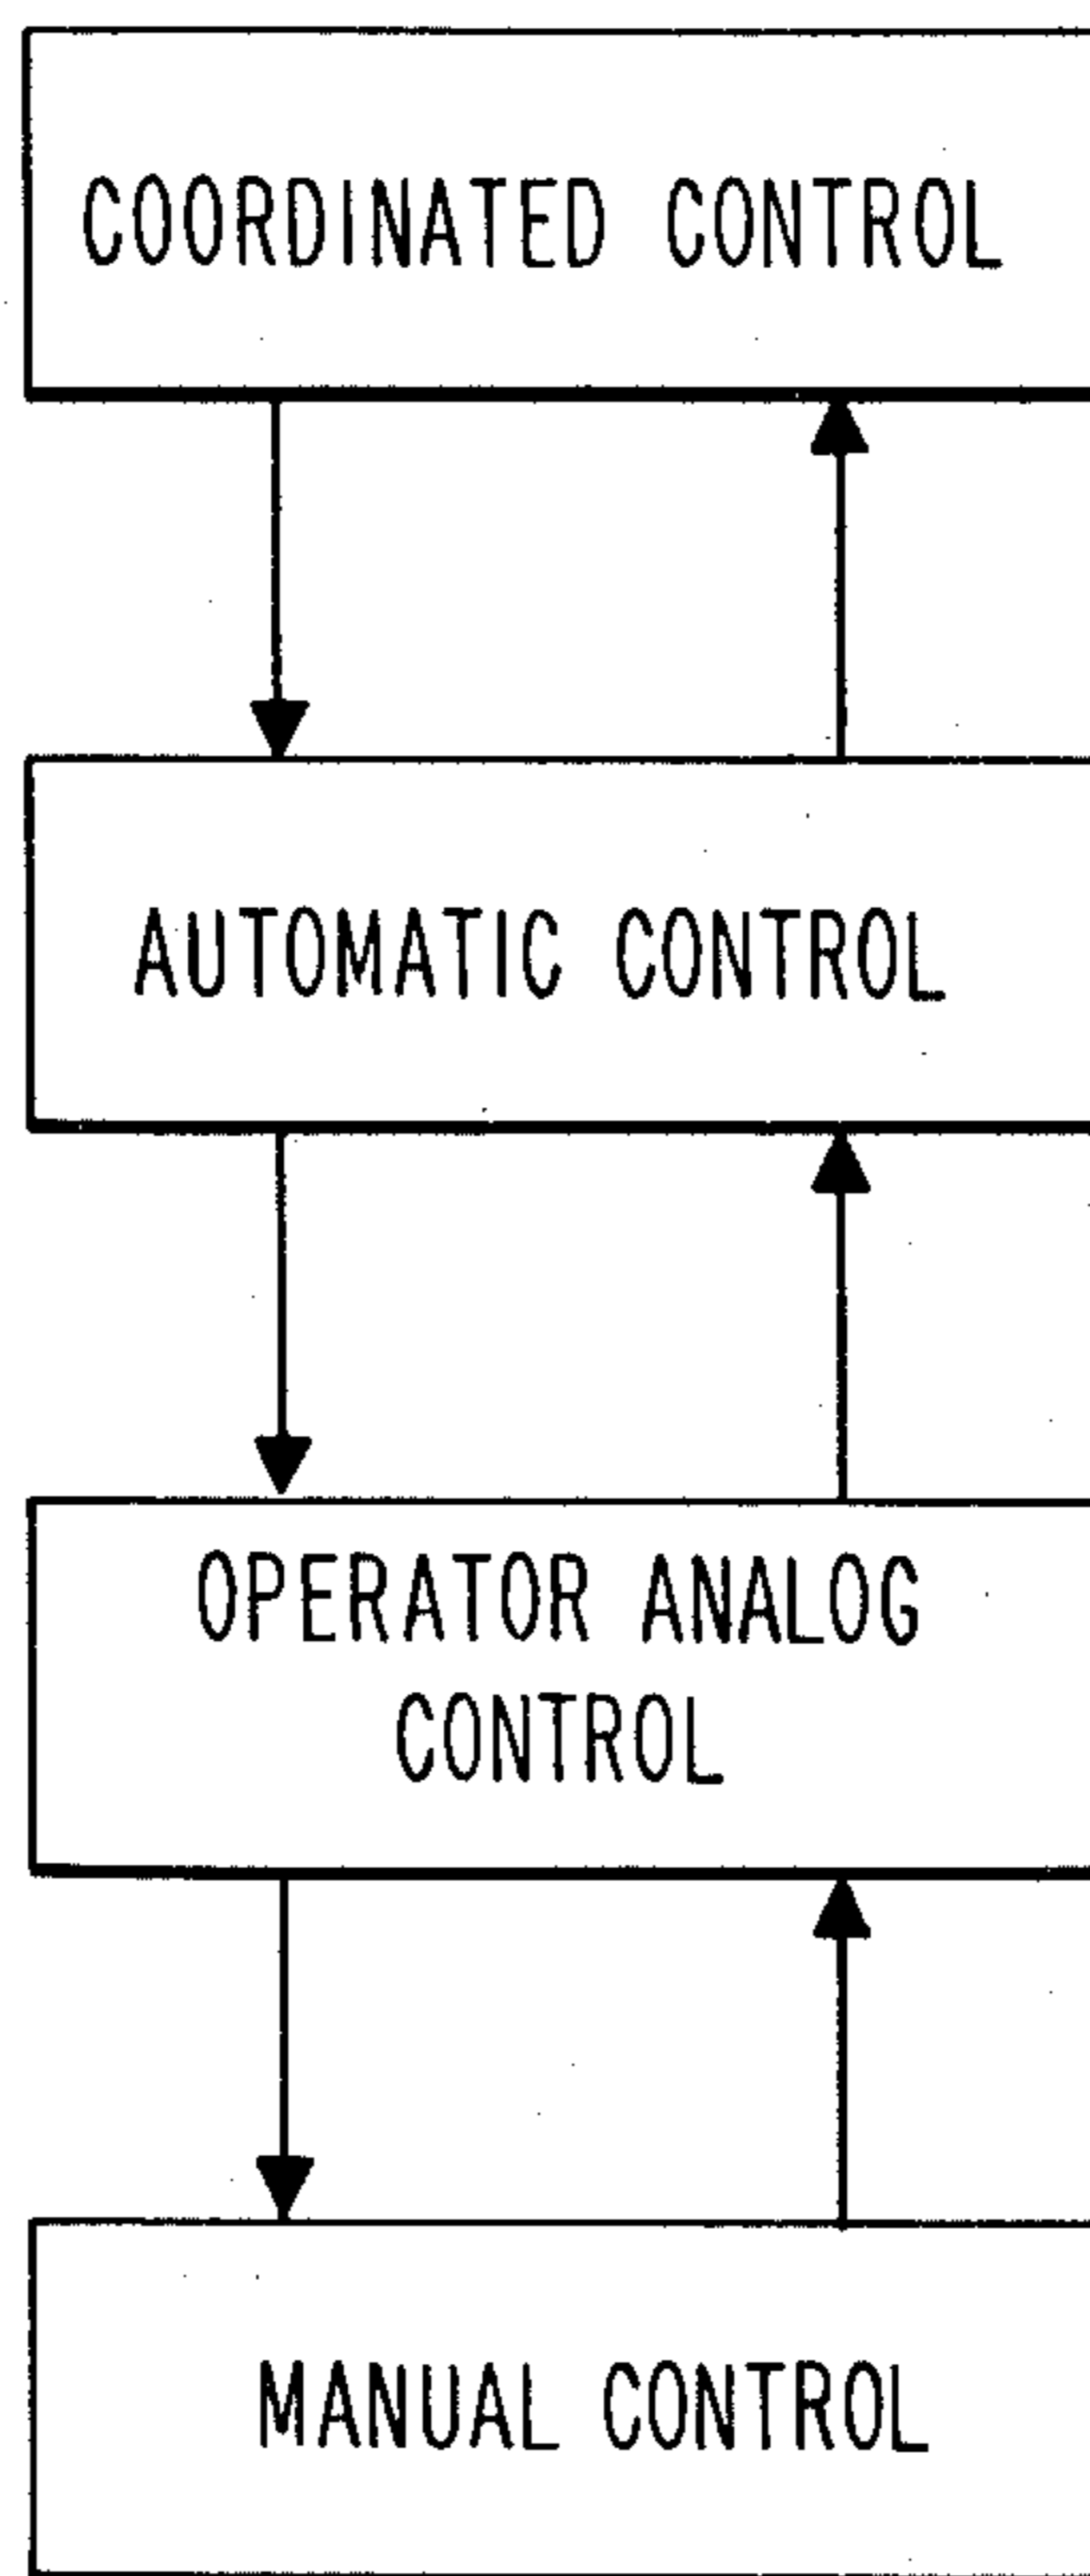 COORDINATED CONTROL
AUTOMATIC CONTROL
OPERATOR ANALOG
CONTROL
MANUAL CONTROL